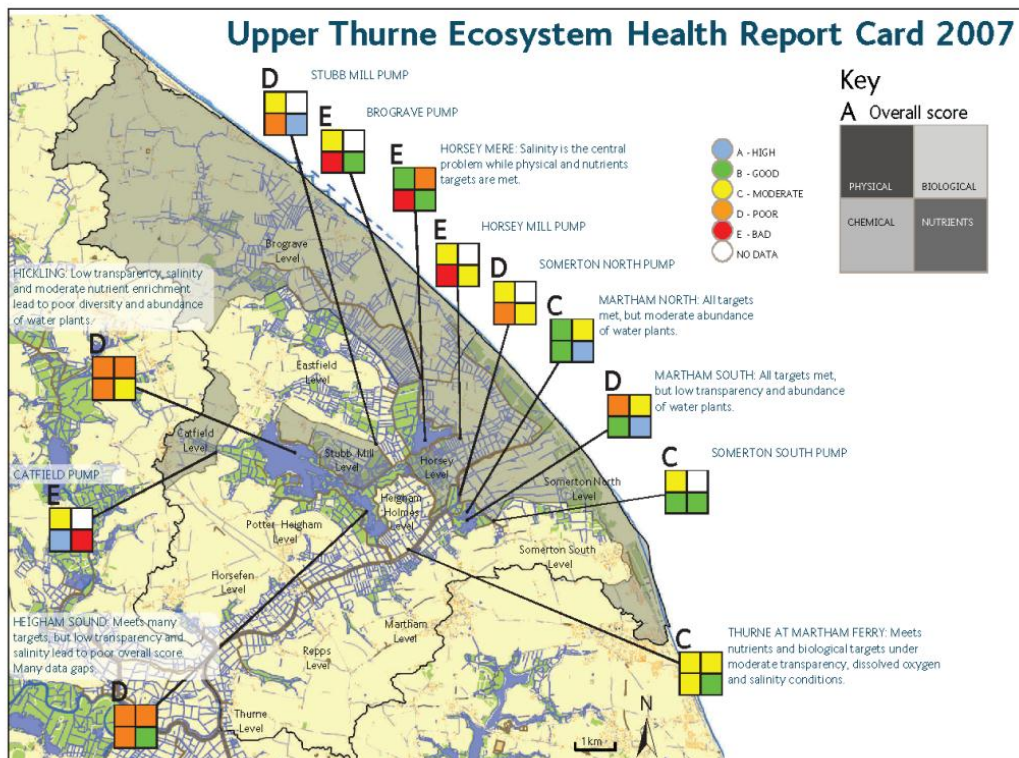 Upper Thurne Ecosystem Health Report Card 2007
D
STUBB MILL PUMP
E
BROGRAVE PUMP
E
HORSEY MERE: Salinity is the central
problem while physical and nutrients
targets are met.
E
HORSEY MILL PUMP
D
SOMERTON NORTH PUMP
C
MARTHAM NORTH: All targets
met, but moderate abundance
of water plants.
D
MARTHAM SOUTH: All targets met,
but low transparency and abundance
of water plants.
C
SOMERTON SOUTH PUMP
A - HIGH
B - GOOD
C - MODERATE
D - POOR
E - BAD
NO DATA
Key
A Overall score
PHYSICAL
BIOLOGICAL
CHEMICAL
NUTRIENTS
HICKLING: Low transparency, salinity
and moderate nutrient enrichment
lead to poor diversity and abundance
of water plants.
D
CATFIELD PUMP
E
HEIGHAM SOUND: Meets many
targets, but low transparency and
salinity lead to poor overall score.
Many data gaps.
D
C
THURNE AT MARTHAM FERRY: Meets
nutrients and biological targets under
moderate transparency, dissolved oxygen
and salinity conditions.
Brograve
Level
Eastfield
Level
Catfield
Level
Stubb Mill
Level
Horsey
Level
Heigham
Holmes
Level
Somerton North
Level
Potter Heigham
Level
Somerton South
Level
Horsefen
Level
Martham
Level
Repps
Level
Thurne
Level
N
1km